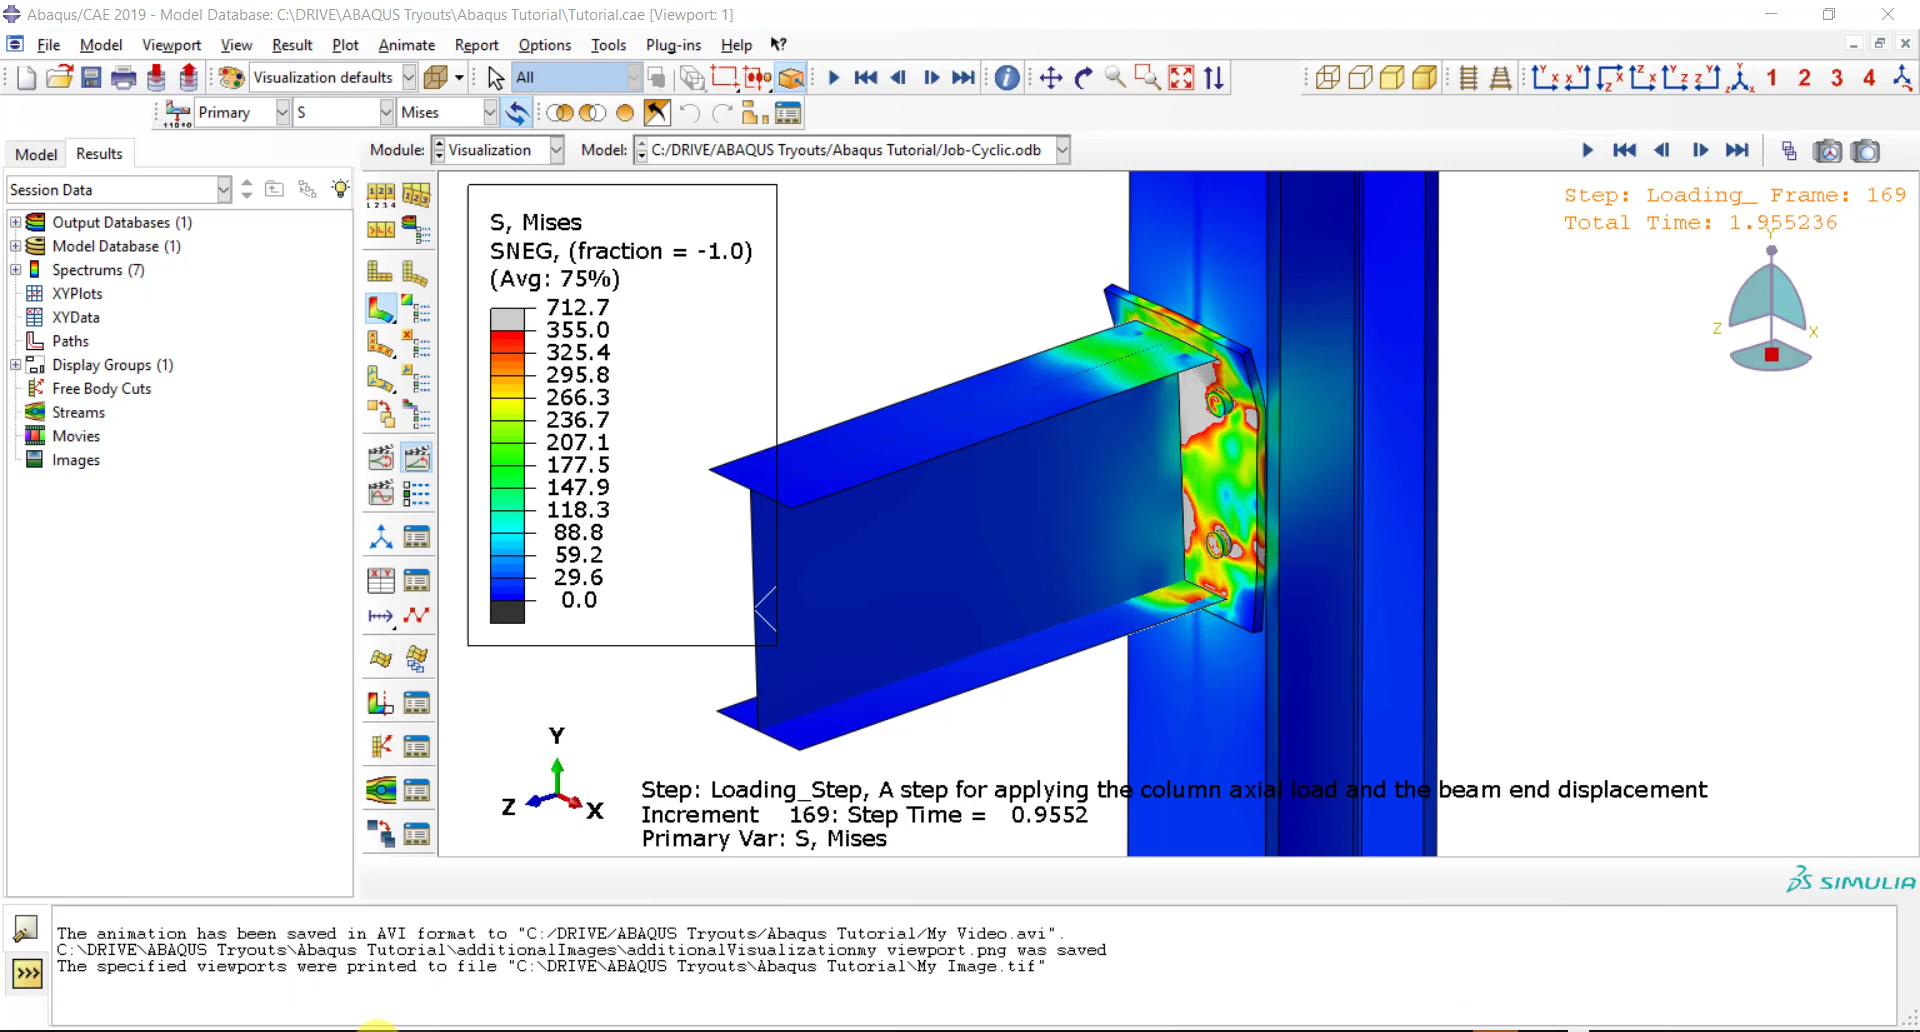 Abaqus/CAE 2019 - Model Database: C:\DRIVE\ABAQUS Tryouts\Abaqus Tutorial\Tutorial.cae [Viewport: 1]
File Model Viewport View Result Plot Animate Report Options Tools Plug-ins Help ?
Visualization defaults All 1 2 3 4
Primary S Mises
Model Results
Module: Visualization Model: C:/DRIVE/ABAQUS Tryouts/Abaqus Tutorial/Job-Cyclic.odb
Session Data
Output Databases (1)
Model Database (1)
Spectrums (7)
XYPlots
XYData
Paths
Display Groups (1)
Free Body Cuts
Streams
Movies
Images
S, Mises
SNEG, (fraction = -1.0)
(Avg: 75%)
712.7
355.0
325.4
295.8
266.3
236.7
207.1
177.5
147.9
118.3
88.8
59.2
29.6
0.0
Step: Loading_ Frame: 169
Total Time: 1.955236
Y
Z X
Y
Z X
Step: Loading_Step, A step for applying the column axial load and the beam end displacement
Increment 169: Step Time = 0.9552
Primary Var: S, Mises
SIMULIA
The animation has been saved in AVI format to "C:/DRIVE/ABAQUS Tryouts/Abaqus Tutorial/My Video.avi".
C:\DRIVE\ABAQUS Tryouts\Abaqus Tutorial\additionalImages\additionalVisualizationmy viewport.png was saved
The specified viewports were printed to file "C:\DRIVE\ABAQUS Tryouts\Abaqus Tutorial\My Image.tif"
>>>